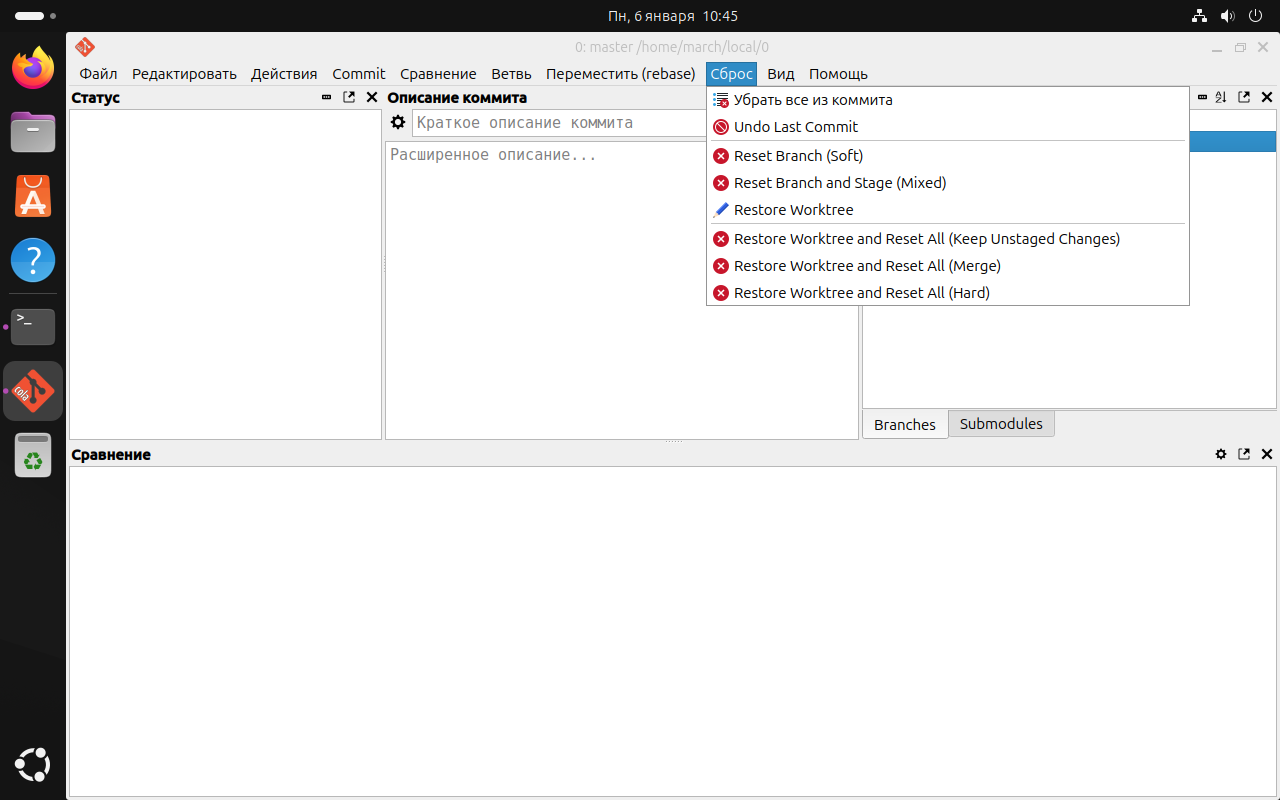 Пн, 6 января 10:45
0: master /home/march/local/0
Файл Редактировать Действия Commit Сравнение Ветвь Переместить (rebase) Сброс Вид Помощь
Статус
Описание коммита
Краткое описание коммита
Расширенное описание...
Убрать все из коммита
Undo Last Commit
Reset Branch (Soft)
Reset Branch and Stage (Mixed)
Restore Worktree
Restore Worktree and Reset All (Keep Unstaged Changes)
Restore Worktree and Reset All (Merge)
Restore Worktree and Reset All (Hard)
Branches Submodules
Сравнение